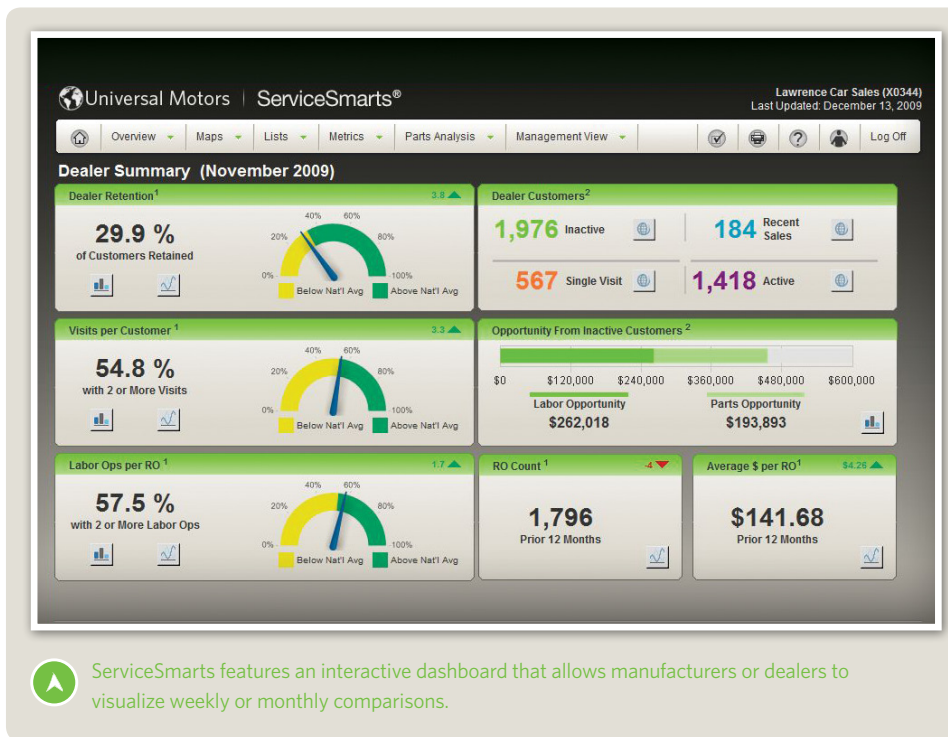 Universal Motors | ServiceSmarts®
Lawrence Car Sales (X0344)
Last Updated: December 13, 2009
Overview Maps Lists Metrics Parts Analysis Management View ? Log Off
Dealer Summary (November 2009)
Dealer Retention¹ 3.8
29.9 %
of Customers Retained
0% 20% 40% 60% 80% 100%
Below Nat'l Avg Above Nat'l Avg
Dealer Customers²
1,976 Inactive
184 Recent Sales
567 Single Visit
1,418 Active
Visits per Customer ¹ 3.3
54.8 %
with 2 or More Visits
0% 20% 40% 60% 80% 100%
Below Nat'l Avg Above Nat'l Avg
Opportunity From Inactive Customers ²
$0 $120,000 $240,000 $360,000 $480,000 $600,000
Labor Opportunity
$262,018
Parts Opportunity
$193,893
Labor Ops per RO ¹ 1.7
57.5 %
with 2 or More Labor Ops
0% 20% 40% 60% 80% 100%
Below Nat'l Avg Above Nat'l Avg
RO Count ¹ -4
1,796
Prior 12 Months
Average $ per RO¹ $4.26
$141.68
Prior 12 Months
ServiceSmarts features an interactive dashboard that allows manufacturers or dealers to
visualize weekly or monthly comparisons.